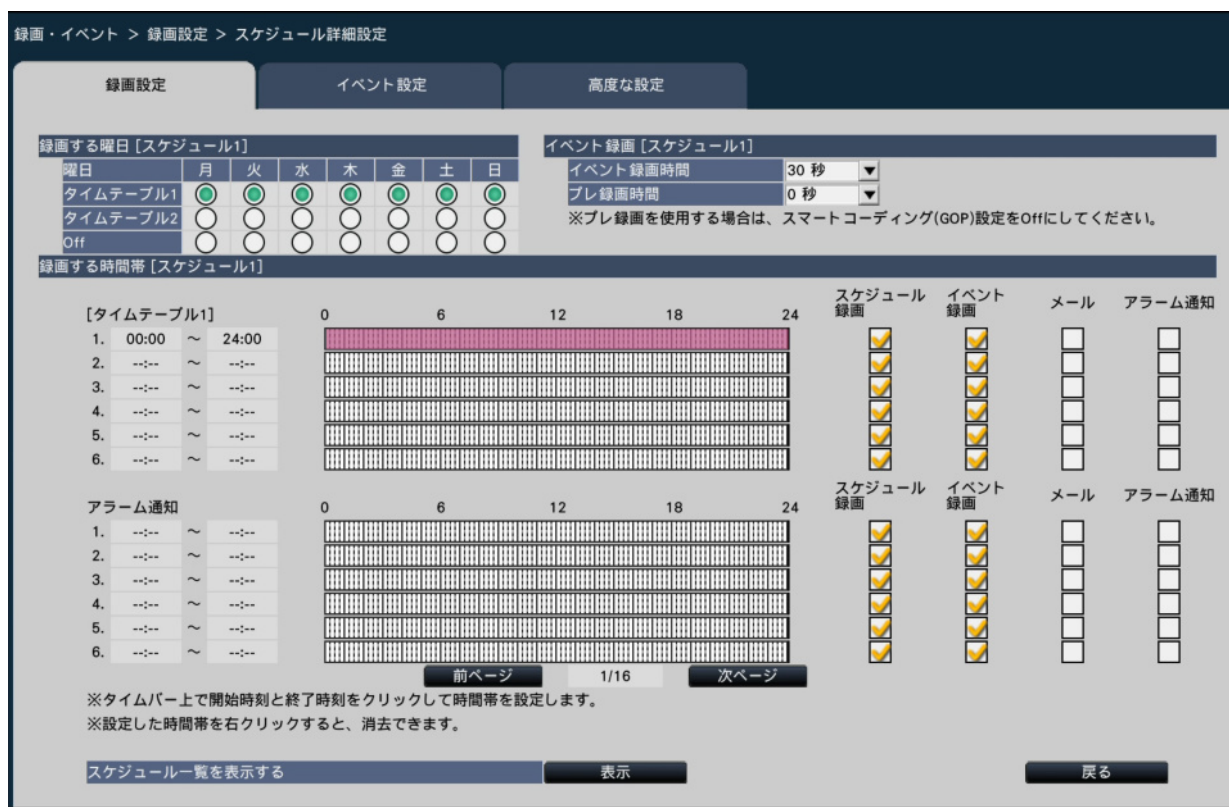 録画・イベント > 録画設定 > スケジュール詳細設定
録画設定 イベント設定 高度な設定
録画する曜日 [スケジュール1]
曜日 月 火 水 木 金 土 日
タイムテーブル1
タイムテーブル2
Off
イベント録画 [スケジュール1]
イベント録画時間 30 秒
プレ録画時間 0 秒
※プレ録画を使用する場合は、スマートコーディング(GOP)設定をOffにしてください。
録画する時間帯 [スケジュール1]
[タイムテーブル1] 0 6 12 18 24 スケジュール録画 イベント録画 メール アラーム通知
1. 00:00 ～ 24:00
2. --:-- ～ --:--
3. --:-- ～ --:--
4. --:-- ～ --:--
5. --:-- ～ --:--
6. --:-- ～ --:--
アラーム通知 0 6 12 18 24 スケジュール録画 イベント録画 メール アラーム通知
1. --:-- ～ --:--
2. --:-- ～ --:--
3. --:-- ～ --:--
4. --:-- ～ --:--
5. --:-- ～ --:--
6. --:-- ～ --:--
前ページ 1/16 次ページ
※タイムバー上で開始時刻と終了時刻をクリックして時間帯を設定します。
※設定した時間帯を右クリックすると、消去できます。
スケジュール一覧を表示する 表示 戻る